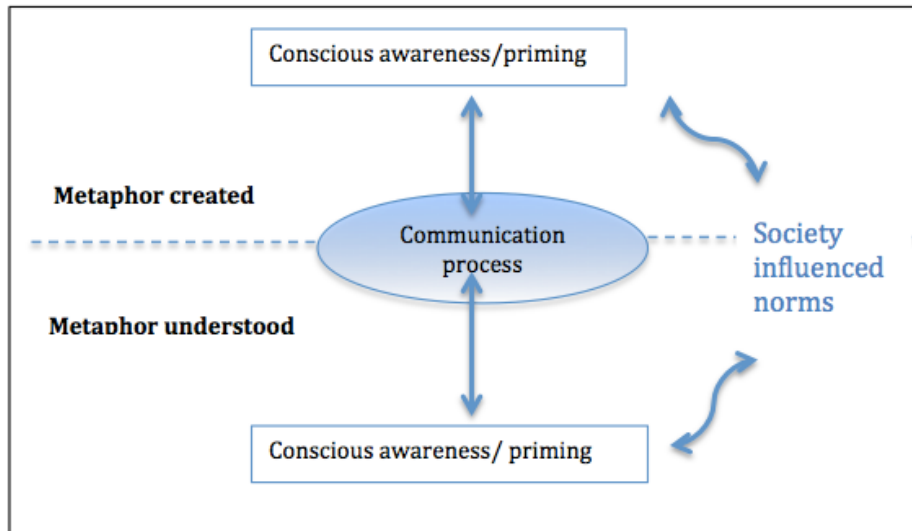 Conscious awareness/priming
Metaphor created
Communication
process
Society
influenced
norms
Metaphor understood
Conscious awareness/ priming